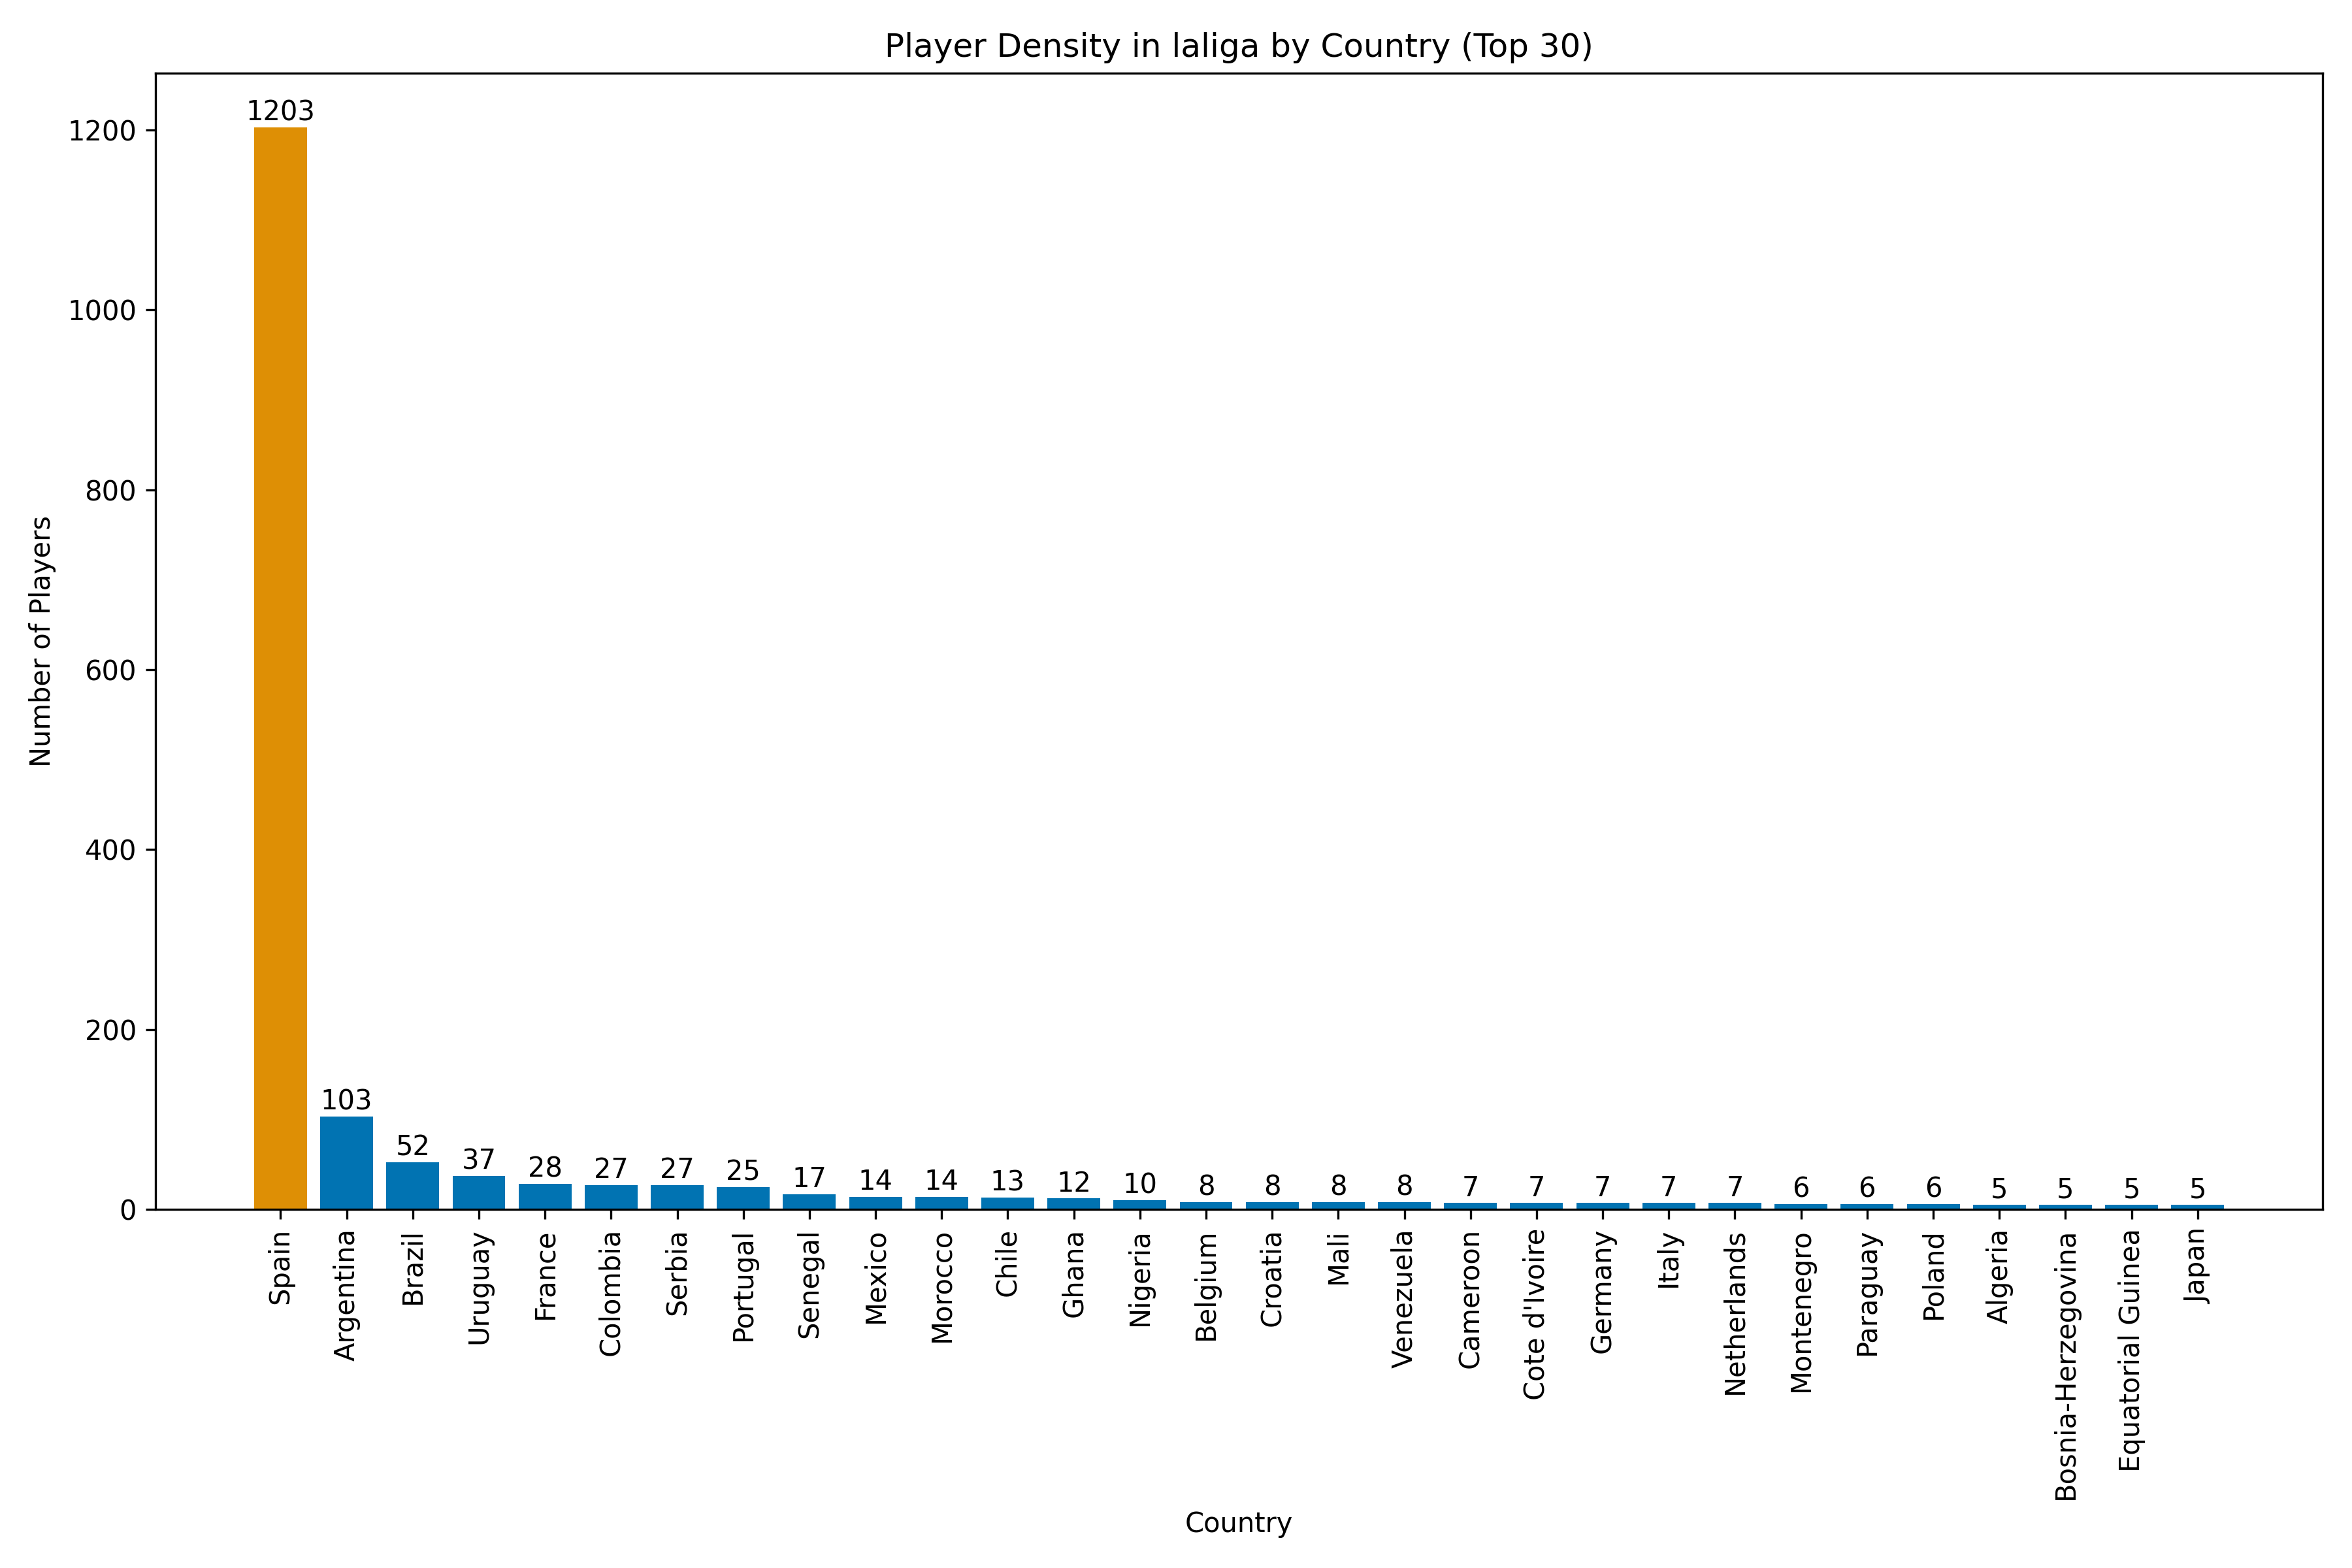 Player Density in laliga by Country (Top 30)
Number of Players
1200
1000
800
600
400
200
0
1203
103
52
37
28
27
27
25
17
14
14
13
12
10
8
8
8
8
7
7
7
7
7
6
6
6
5
5
5
5
Spain
Argentina
Brazil
Uruguay
France
Colombia
Serbia
Portugal
Senegal
Mexico
Morocco
Chile
Ghana
Nigeria
Belgium
Croatia
Mali
Venezuela
Cameroon
Cote d'Ivoire
Germany
Italy
Netherlands
Montenegro
Paraguay
Poland
Algeria
Bosnia-Herzegovina
Equatorial Guinea
Japan
Country